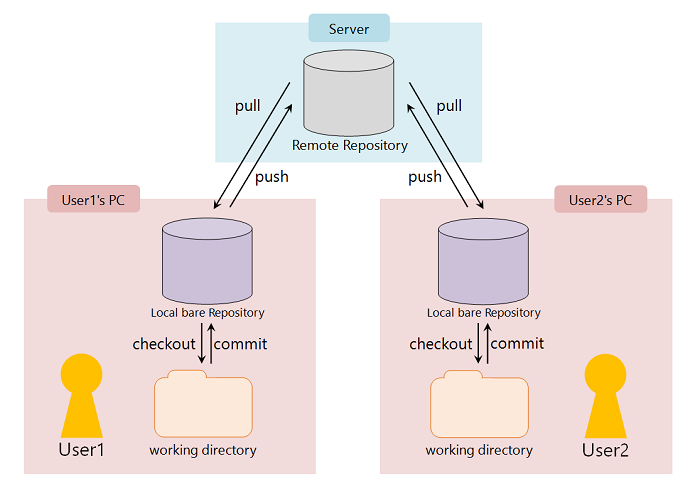 Server
pull
pull
Remote Repository
push
push
User1's PC
User2's PC
Local bare Repository
Local bare Repository
checkout
commit
checkout
commit
User1
working directory
working directory
User2